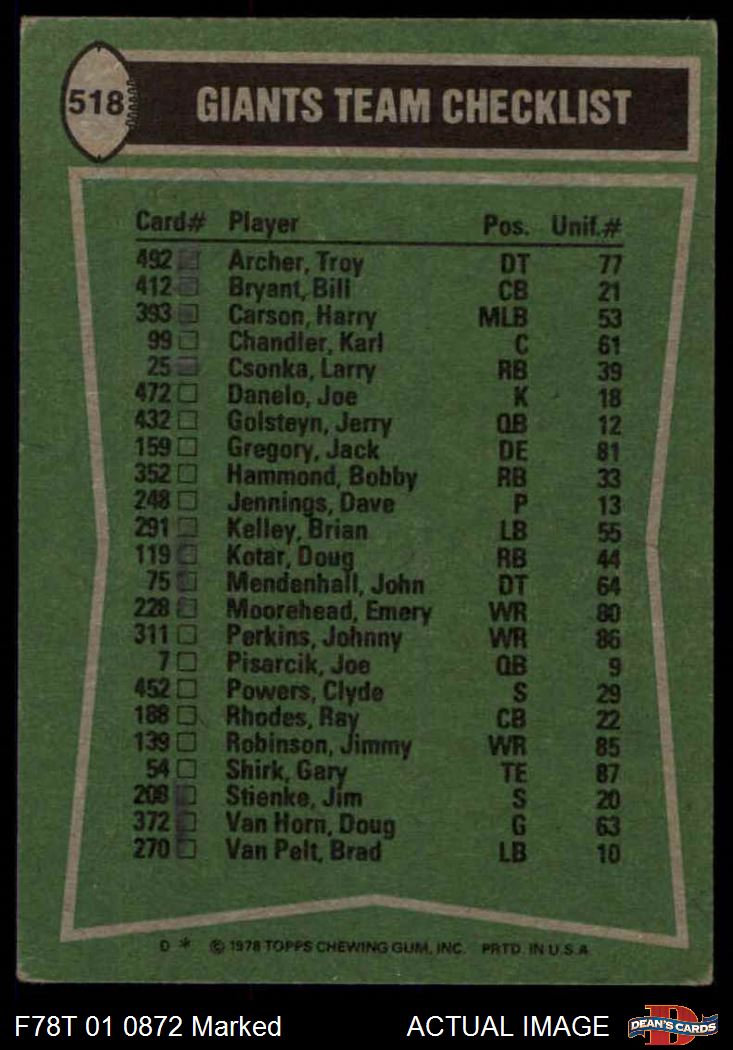 518 GIANTS TEAM CHECKLIST
Card# Player Pos. Unif.#
492 Archer, Troy DT 77
412 Bryant, Bill CB 21
393 Carson, Harry MLB 53
99 Chandler, Karl C 61
25 Csonka, Larry RB 39
472 Danelo, Joe K 18
432 Golsteyn, Jerry QB 12
159 Gregory, Jack DE 81
352 Hammond, Bobby RB 33
248 Jennings, Dave P 13
291 Kelley, Brian LB 55
119 Kotar, Doug RB 44
75 Mendenhall, John DT 64
228 Moorehead, Emery WR 80
311 Perkins, Johnny WR 86
7 Pisarcik, Joe QB 9
452 Powers, Clyde S 29
188 Rhodes, Ray CB 22
139 Robinson, Jimmy WR 85
54 Shirk, Gary TE 87
208 Stienke, Jim S 20
372 Van Horn, Doug G 63
270 Van Pelt, Brad LB 10
D * © 1978 TOPPS CHEWING GUM, INC. PRTD. IN U.S.A.
F78T 01 0872 Marked ACTUAL IMAGE DEAN'S CARDS